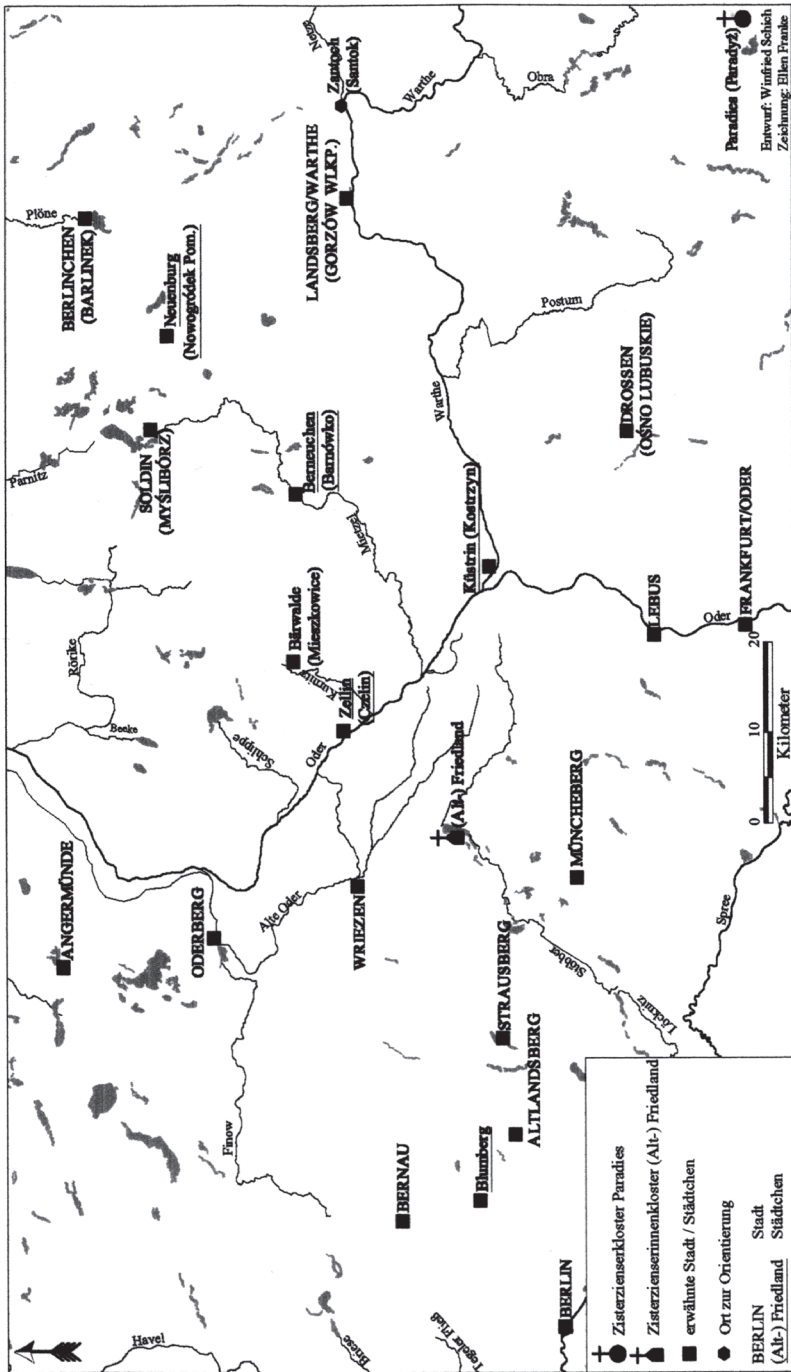 Plöne
BERLINCHEN
(BARLINEK)
Neuenburg
(Nowogródek Pom.)
Parnitz
SOLDIN
(MYŚLIBÓRZ)
Rörike
Beeke
Schlippe
ANGERMÜNDE
ODERBERG
Finow
Havel
Netze
Zantoch
(Santok)
Warthe
LANDSBERG/WARTHE
(GORZÓW WLKP.)
Berneuchen
(Barnówko)
Mietzel
Bärwalde
(Mieszkowice)
Kurnitz
Zellin
(Czelin)
Oder
Alte Oder
WRIEZEN
BERNAU
Briese
Tegeler Fließ
Obra
Warthe
Postum
Küstrin (Kostrzyn)
(Alt-) Friedland
STRAUSBERG
Blumberg
ALTLANDSBERG
BERLIN
DROSSEN
(OŚNO LUBUSKIE)
LEBUS
Oder
FRANKFURT/ODER
MÜNCHEBERG
Stöbber
Löcknitz
Spree
0 10 20
Kilometer
Paradies (Paradyż)
Entwurf: Winfried Schich
Zeichnung: Ellen Franke
Zisterzienserkloster Paradies
Zisterzienserinnenkloster (Alt-) Friedland
erwähnte Stadt / Städtchen
Ort zur Orientierung
BERLIN Stadt
(Alt-) Friedland Städtchen